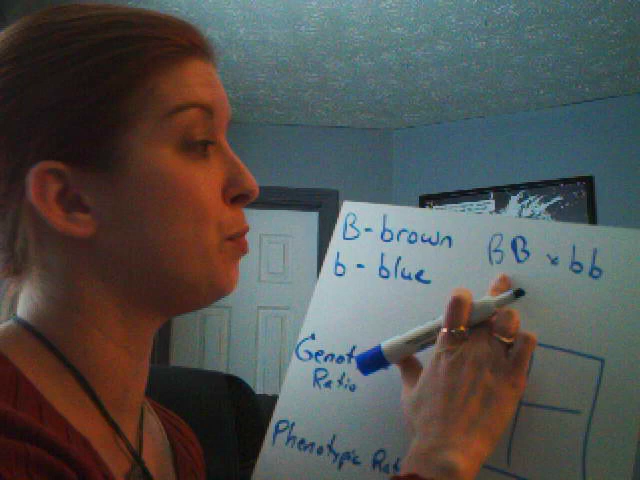 B - brown
b - blue
BB x bb
Genot
Ratio
Phenotypic Rat